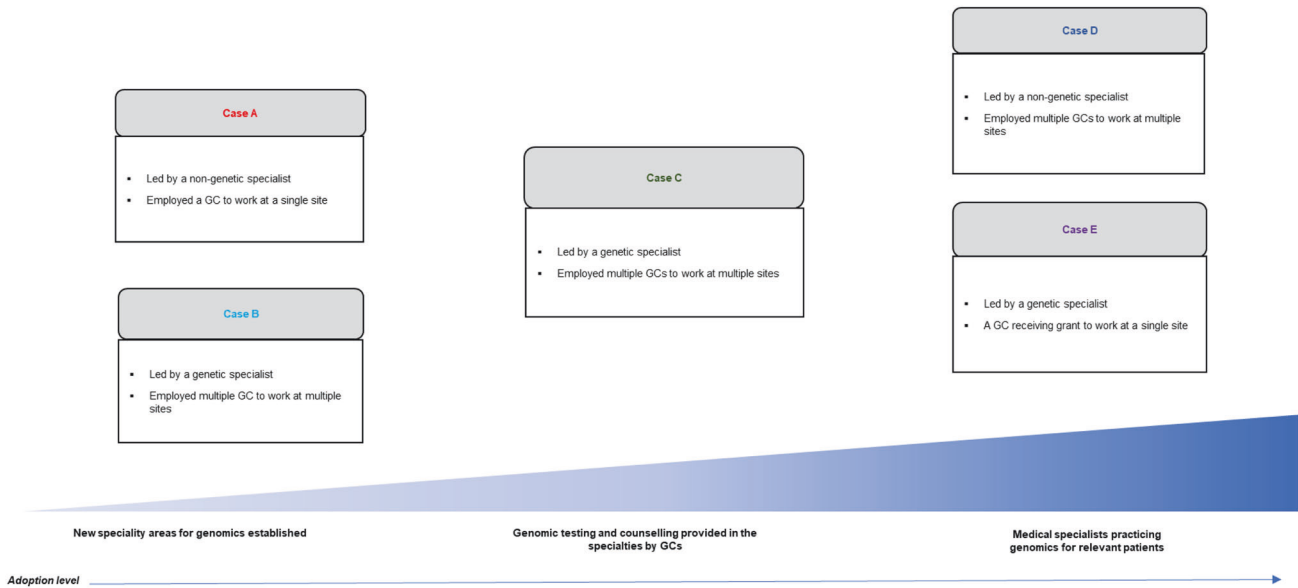 Case A
▪ Led by a non-genetic specialist
▪ Employed a GC to work at a single site
Case B
▪ Led by a genetic specialist
▪ Employed multiple GC to work at multiple
sites
Case C
▪ Led by a genetic specialist
▪ Employed multiple GCs to work at multiple sites
Case D
▪ Led by a non-genetic specialist
▪ Employed multiple GCs to work at multiple
sites
Case E
▪ Led by a genetic specialist
▪ A GC receiving grant to work at a single site
New speciality areas for genomics established
Genomic testing and counselling provided in the
specialties by GCs
Medical specialists practicing
genomics for relevant patients
Adoption level